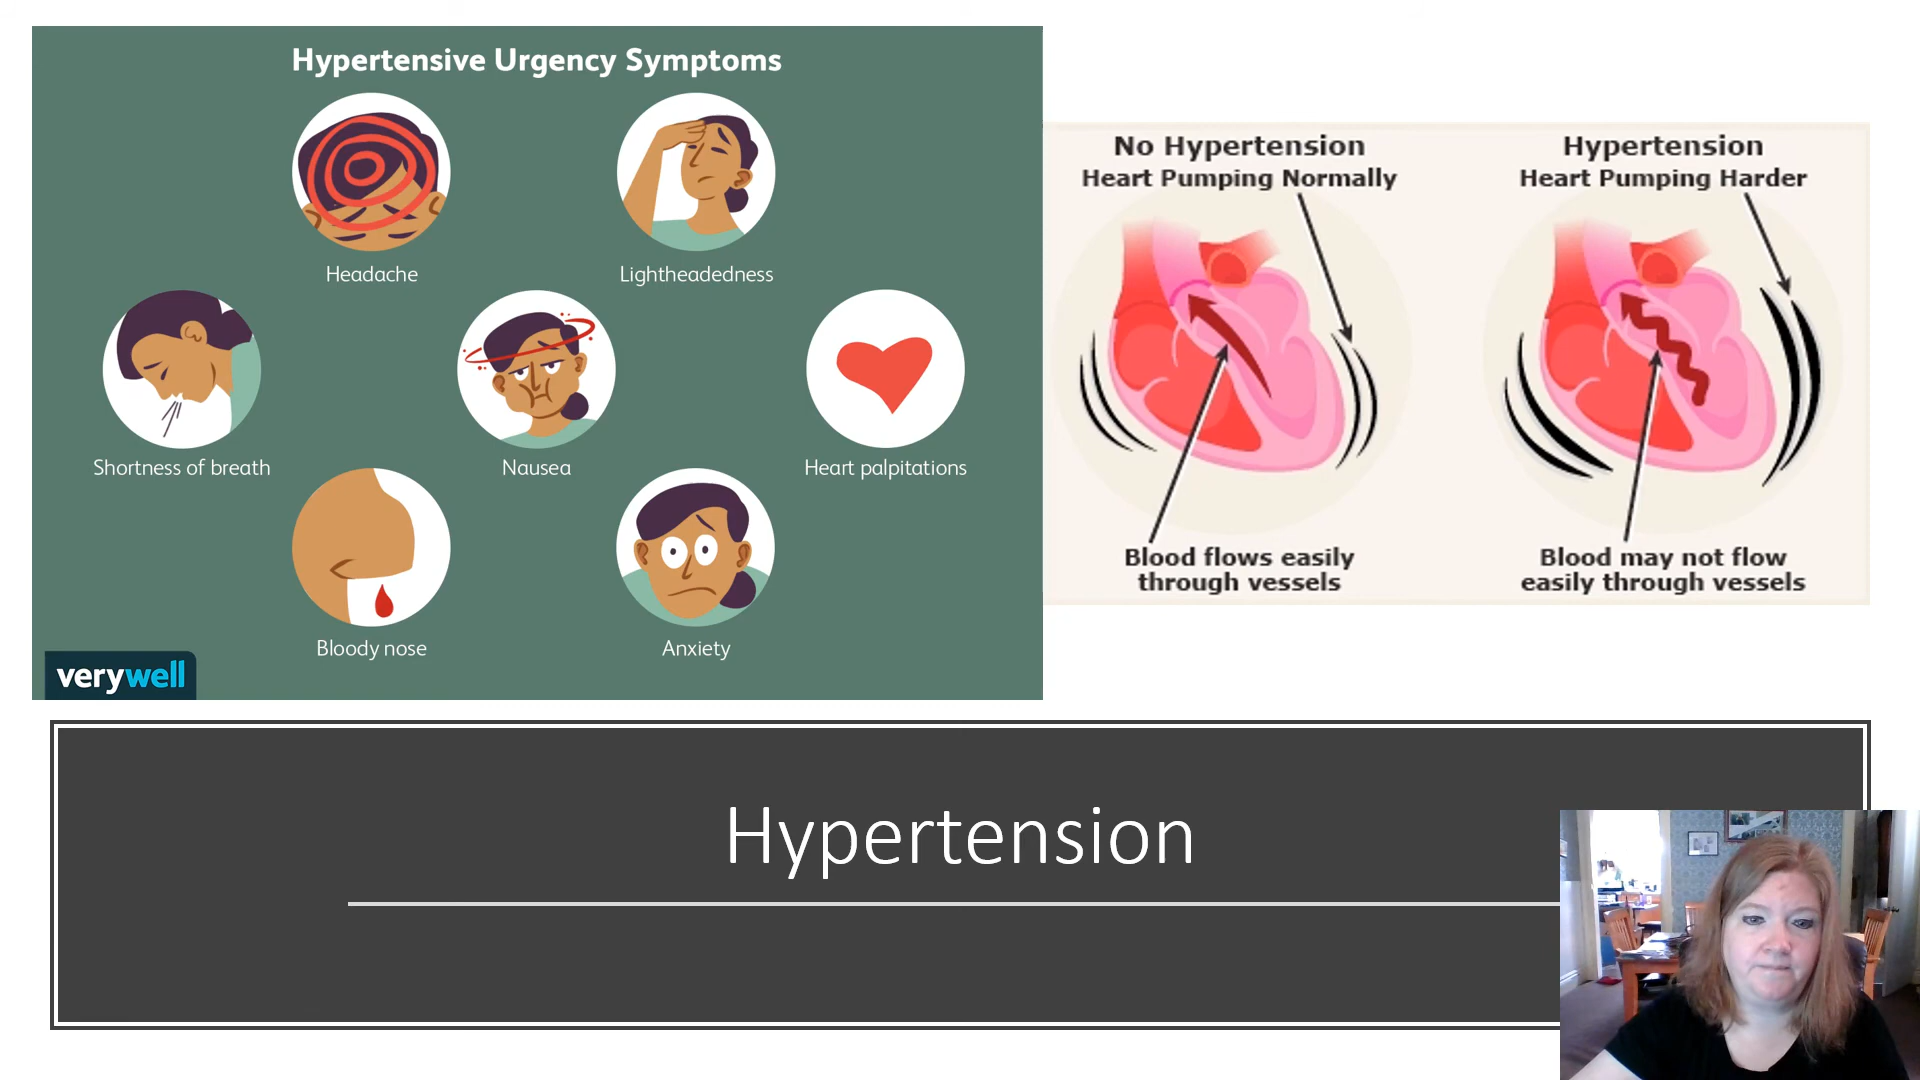 Hypertensive Urgency Symptoms
Headache
Lightheadedness
Shortness of breath
Nausea
Heart palpitations
Bloody nose
Anxiety
verywell
No Hypertension
Heart Pumping Normally
Blood flows easily
through vessels
Hypertension
Heart Pumping Harder
Blood may not flow
easily through vessels
Hypertension